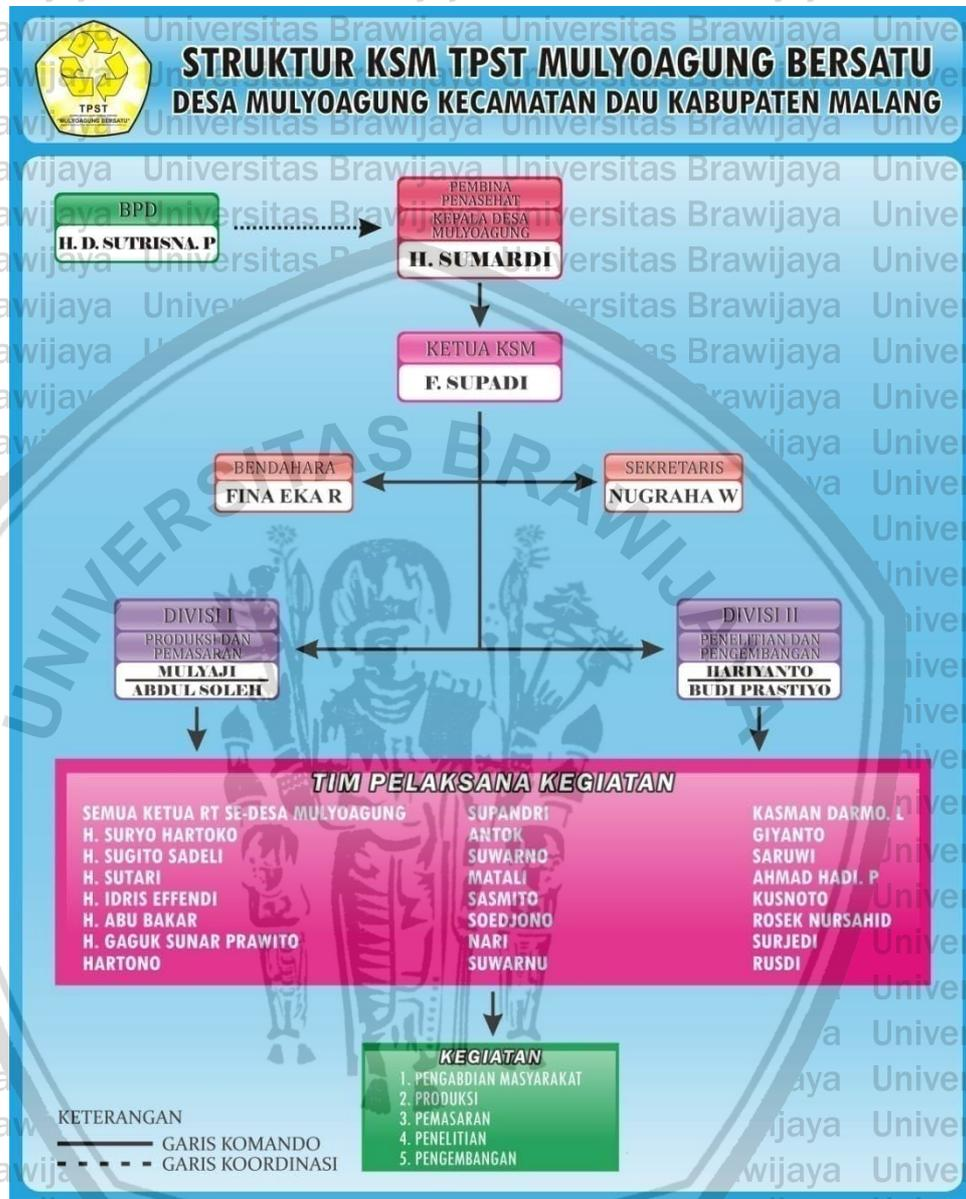 STRUKTUR KSM TPST MULYOAGUNG BERSATU
DESA MULYOAGUNG KECAMATAN DAU KABUPATEN MALANG
TPST
"MULYOAGUNG BERSATU"
BPD
H. D. SUTRISNA. P
PEMBINA
PENASEHAT
KEPALA DESA
MULYOAGUNG
H. SUMARDI
KETUA KSM
F. SUPADI
BENDAHARA
FINA EKA R
SEKRETARIS
NUGRAHA W
DIVISI I
PRODUKSI DAN
PEMASARAN
MULYAJI
ABDUL SOLEH
DIVISI II
PENELITIAN DAN
PENGEMBANGAN
HARIYANTO
BUDI PRASTIYO
TIM PELAKSANA KEGIATAN
SEMUA KETUA RT SE-DESA MULYOAGUNG
H. SURYO HARTOKO
H. SUGITO SADELI
H. SUTARI
H. IDRIS EFFENDI
H. ABU BAKAR
H. GAGUK SUNAR PRAWITO
HARTONO
SUPANDRI
ANTOK
SUWARNO
MATALI
SASMITO
SOEDJONO
NARI
SUWARNU
KASMAN DARMO. L
GIYANTO
SARUWI
AHMAD HADI. P
KUSNOTO
ROSEK NURSAHID
SURJEDI
RUSDI
KEGIATAN
1. PENGABDIAN MASYARAKAT
2. PRODUKSI
3. PEMASARAN
4. PENELITIAN
5. PENGEMBANGAN
KETERANGAN
GARIS KOMANDO
GARIS KOORDINASI
UNIVERSITAS BRAWIJAYA